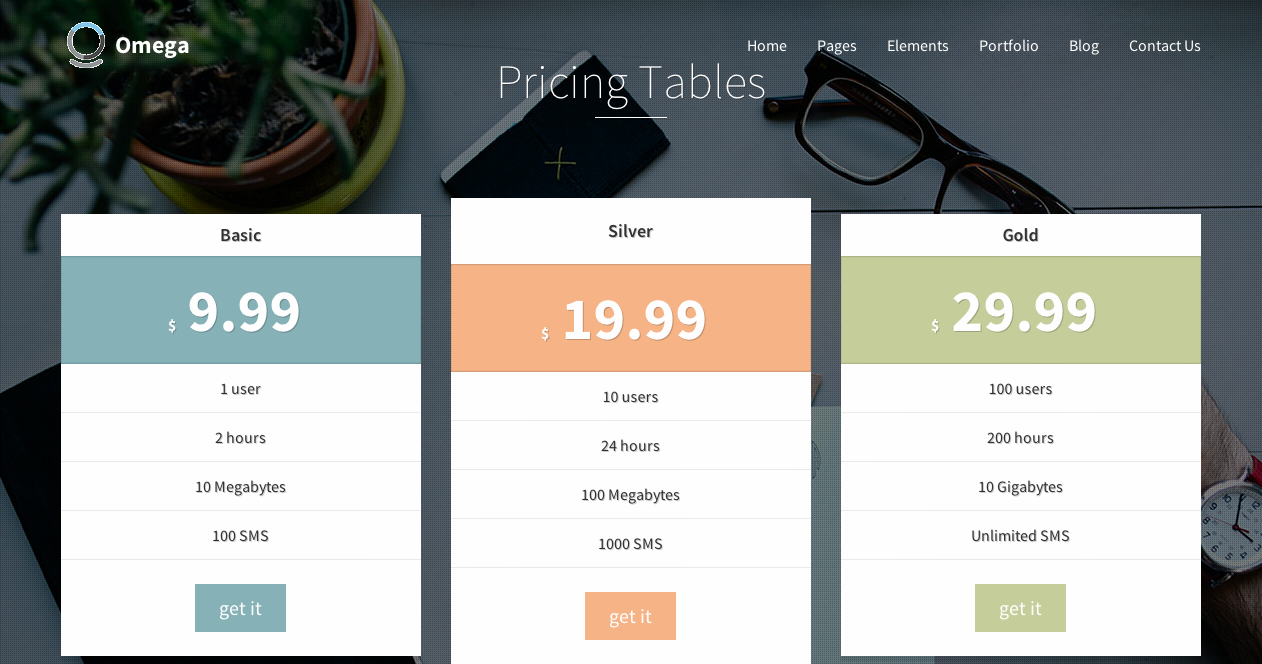 Omega
Home Pages Elements Portfolio Blog Contact Us
Pricing Tables
Basic
$ 9.99
1 user
2 hours
10 Megabytes
100 SMS
get it
Silver
$ 19.99
10 users
24 hours
100 Megabytes
1000 SMS
get it
Gold
$ 29.99
100 users
200 hours
10 Gigabytes
Unlimited SMS
get it